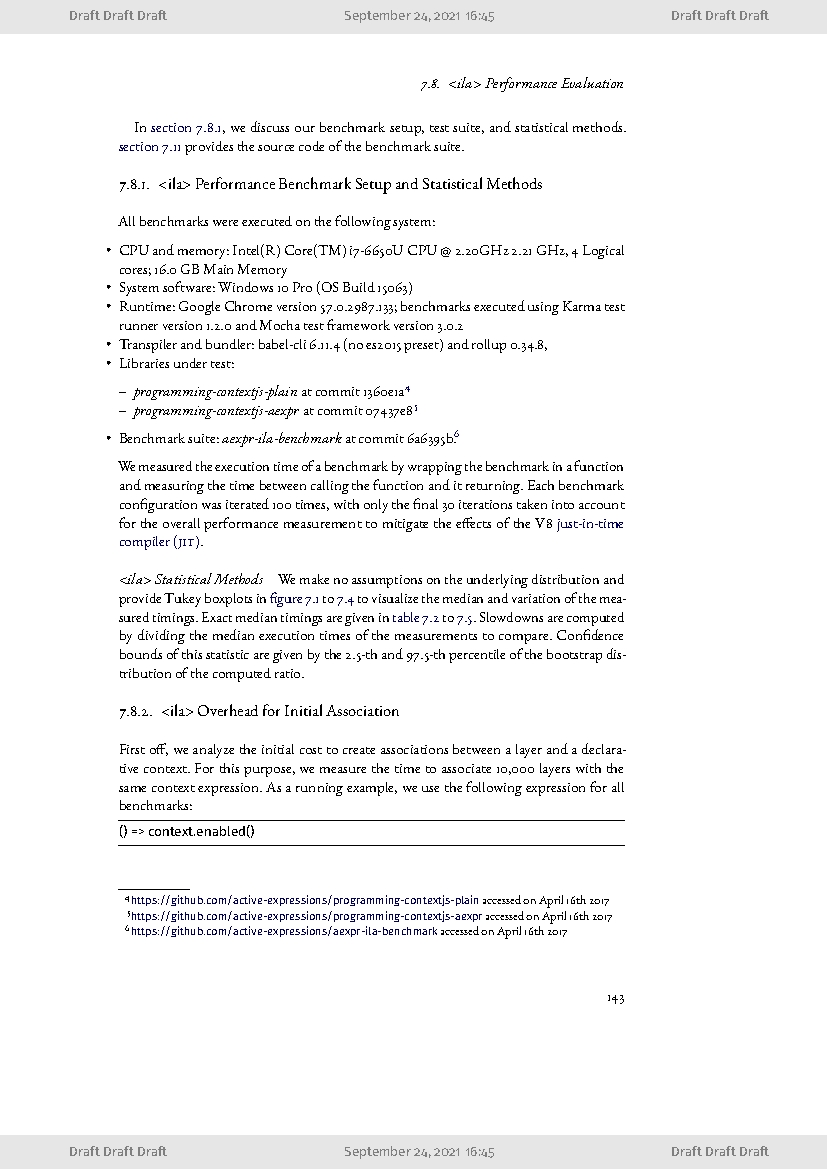 Draft Draft Draft September 24, 2021 16:45 Draft Draft Draft
7.8. <ila> Performance Evaluation
In section 7.8.1, we discuss our benchmark setup, test suite, and statistical methods.
section 7.11 provides the source code of the benchmark suite.
7.8.1. <ila> Performance Benchmark Setup and Statistical Methods
All benchmarks were executed on the following system:
• CPU and memory: Intel(R) Core(TM) i7-6650U CPU @ 2.20GHz 2.21 GHz, 4 Logical
cores; 16.0 GB Main Memory
• System software: Windows 10 Pro (OS Build 15063)
• Runtime: Google Chrome version 57.0.2987.133; benchmarks executed using Karma test
runner version 1.2.0 and Mocha test framework version 3.0.2
• Transpiler and bundler: babel-cli 6.11.4 (no es2015 preset) and rollup 0.34.8,
• Libraries under test:
– programming-contextjs-plain at commit 1360e1a4
– programming-contextjs-aexpr at commit 07437e85
• Benchmark suite: aexpr-ila-benchmark at commit 6a6395b.6
We measured the execution time of a benchmark by wrapping the benchmark in a function
and measuring the time between calling the function and it returning. Each benchmark
configuration was iterated 100 times, with only the final 30 iterations taken into account
for the overall performance measurement to mitigate the effects of the V8 just-in-time
compiler (JIT).
<ila> Statistical Methods We make no assumptions on the underlying distribution and
provide Tukey boxplots in figure 7.1 to 7.4 to visualize the median and variation of the mea-
sured timings. Exact median timings are given in table 7.2 to 7.5. Slowdowns are computed
by dividing the median execution times of the measurements to compare. Confidence
bounds of this statistic are given by the 2.5-th and 97.5-th percentile of the bootstrap dis-
tribution of the computed ratio.
7.8.2. <ila> Overhead for Initial Association
First off, we analyze the initial cost to create associations between a layer and a declara-
tive context. For this purpose, we measure the time to associate 10,000 layers with the
same context expression. As a running example, we use the following expression for all
benchmarks:
() => context.enabled()
4https://github.com/active-expressions/programming-contextjs-plain accessed on April 16th 2017
5https://github.com/active-expressions/programming-contextjs-aexpr accessed on April 16th 2017
6https://github.com/active-expressions/aexpr-ila-benchmark accessed on April 16th 2017
143
Draft Draft Draft September 24, 2021 16:45 Draft Draft Draft